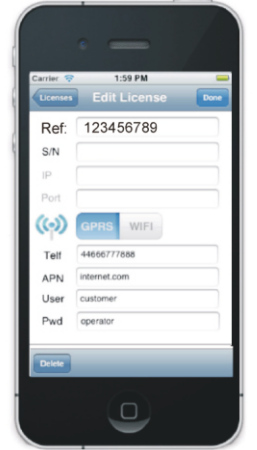 Carrier 1:59 PM
Licenses Edit License Done
Ref: 123456789
S/N
IP
Port
GPRS WIFI
Telf 44666777888
APN internet.com
User customer
Pwd operator
Delete